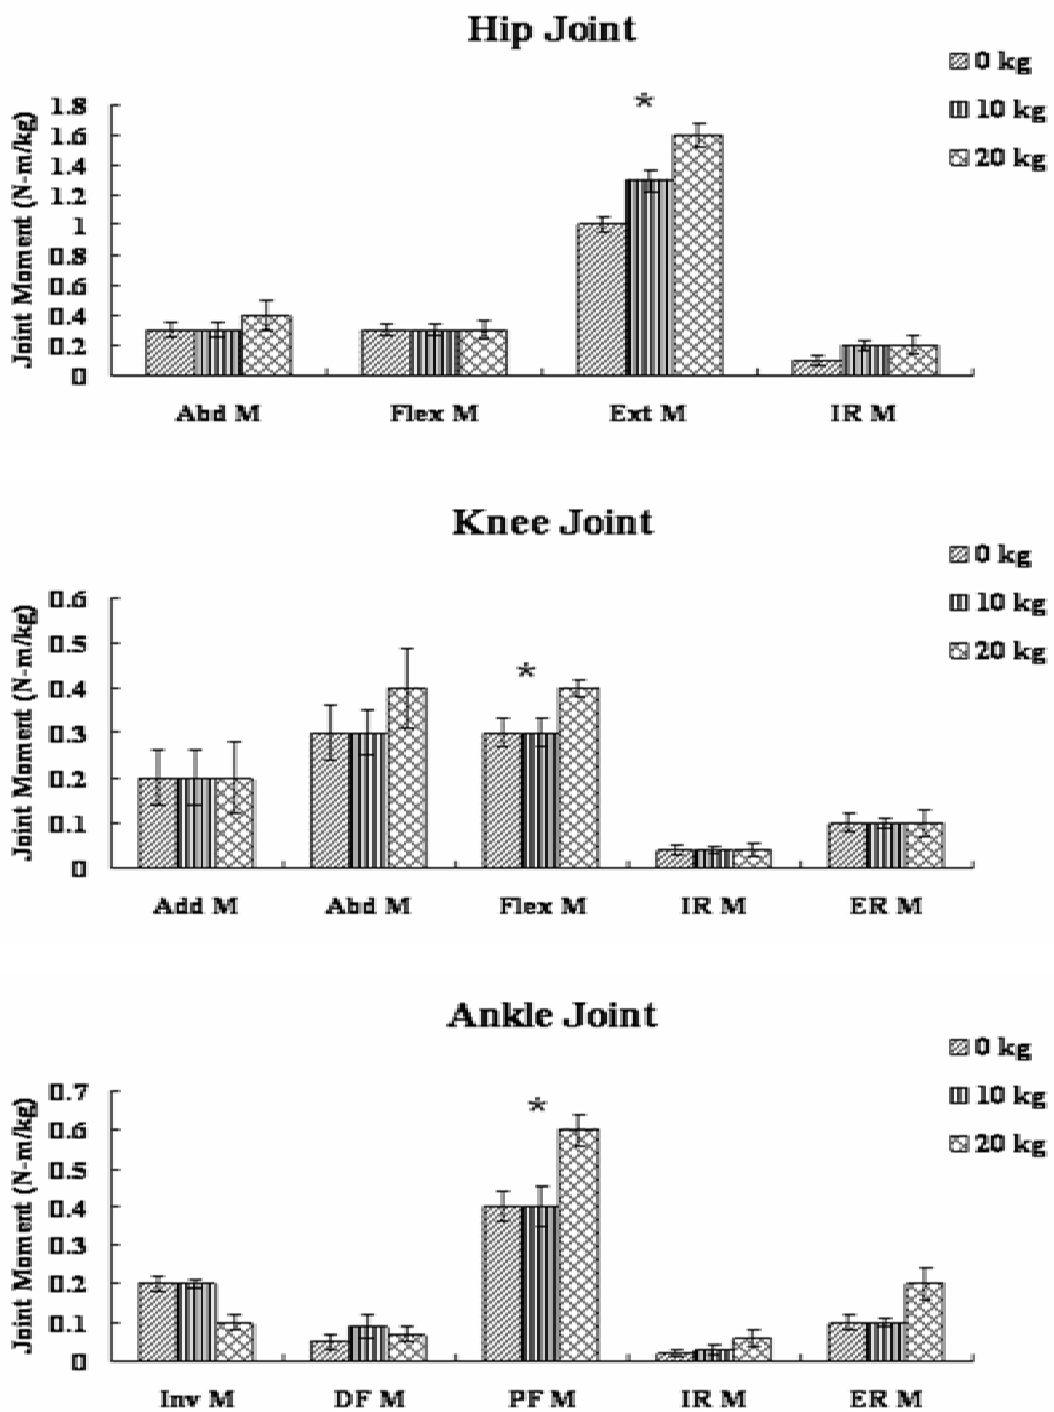 Hip Joint
0 kg
10 kg
20 kg
Joint Moment (N-m/kg)
1.8
1.6
1.4
1.2
1
0.8
0.6
0.4
0.2
0
*
Abd M Flex M Ext M IR M
Knee Joint
0 kg
10 kg
20 kg
Joint Moment (N-m/kg)
0.6
0.5
0.4
0.3
0.2
0.1
0
*
Add M Abd M Flex M IR M ER M
Ankle Joint
0 kg
10 kg
20 kg
Joint Moment (N-m/kg)
0.7
0.6
0.5
0.4
0.3
0.2
0.1
0
*
Inv M DF M PF M IR M ER M